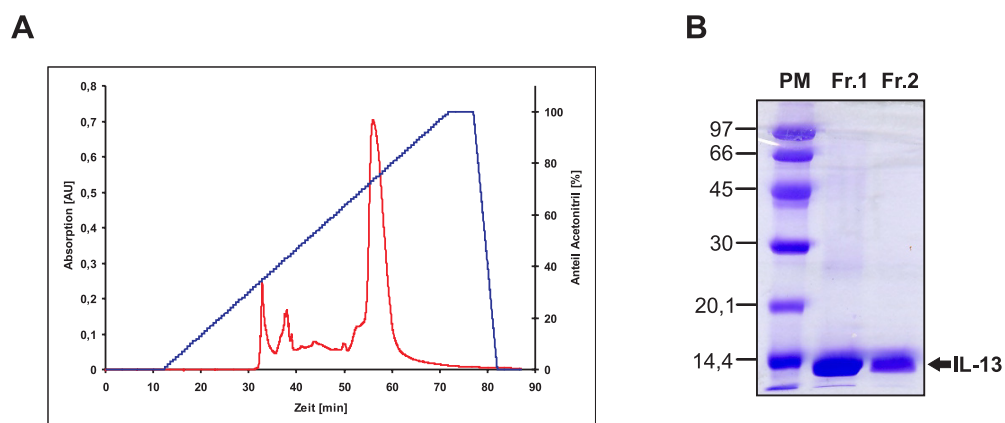 A
0,8
0,7
0,6
0,5
0,4
0,3
0,2
0,1
0
Absorption [AU]
0 10 20 30 40 50 60 70 80 90
Zeit [min]
100
80
60
40
20
0
Anteil Acetonitril [%]
B
PM Fr.1 Fr.2
97
66
45
30
20,1
14,4
IL-13